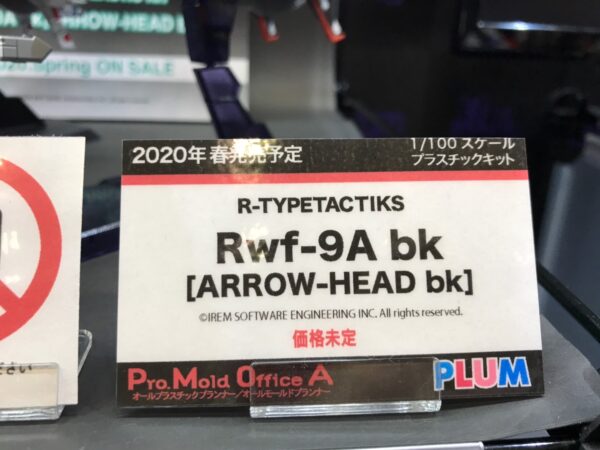 ARROW-HEAD
2020 Spring ON SALE
2020年 春発売予定
1/100 スケール
プラスチックキット
R-TYPETACTIKS
Rwf-9A bk
[ARROW-HEAD bk]
©IREM SOFTWARE ENGINEERING INC. All rights reserved.
価格未定
Pro. Mold Office A
オールプラスチックプランナー/オールモールドプランナー
PLUM
ださい